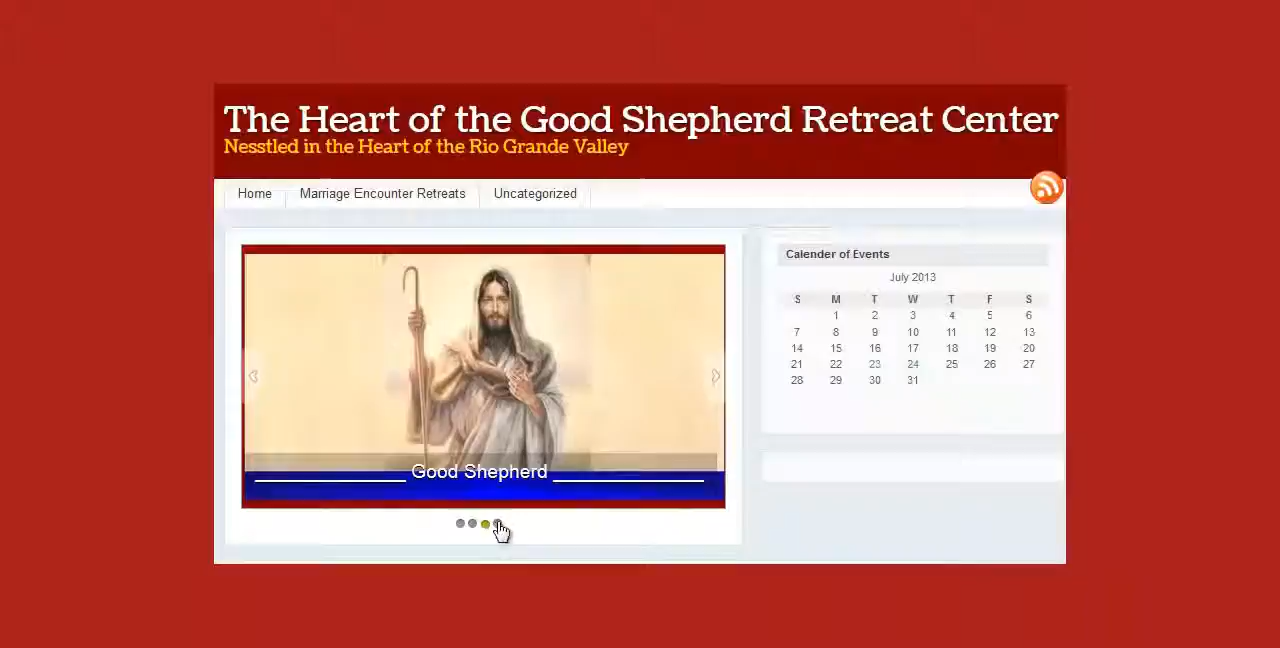 The Heart of the Good Shepherd Retreat Center
Nesstled in the Heart of the Rio Grande Valley
Home Marriage Encounter Retreats Uncategorized
Good Shepherd
Calender of Events
July 2013
S M T W T F S
1 2 3 4 5 6
7 8 9 10 11 12 13
14 15 16 17 18 19 20
21 22 23 24 25 26 27
28 29 30 31